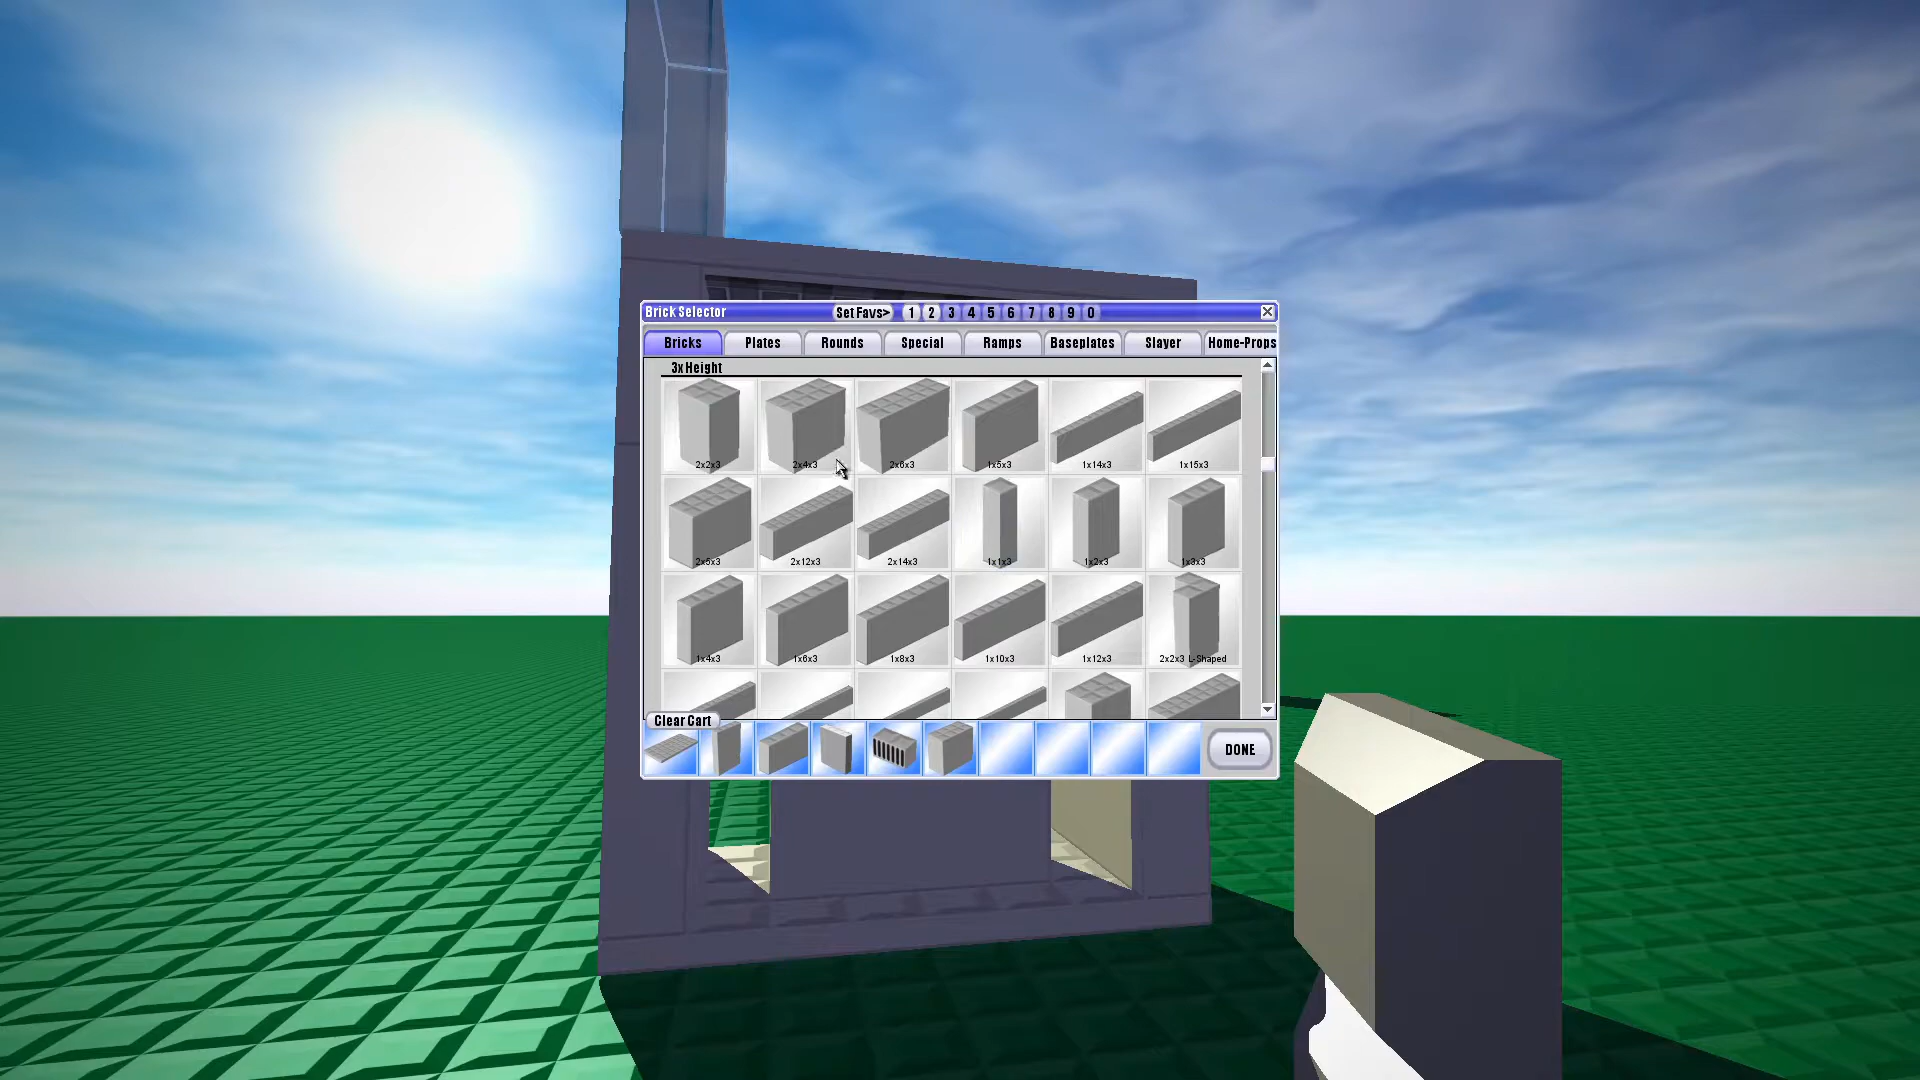 Brick Selector Set Favs> 1 2 3 4 5 6 7 8 9 0
Bricks Plates Rounds Special Ramps Baseplates Slayer Home-Props
3x Height
2x2x3 2x4x3 2x6x3 1x5x3 1x14x3 1x15x3
2x5x3 2x12x3 2x14x3 1x1x3 1x2x3 1x3x3
1x4x3 1x6x3 1x8x3 1x10x3 1x12x3 2x2x3 L-Shaped
Clear Cart
DONE